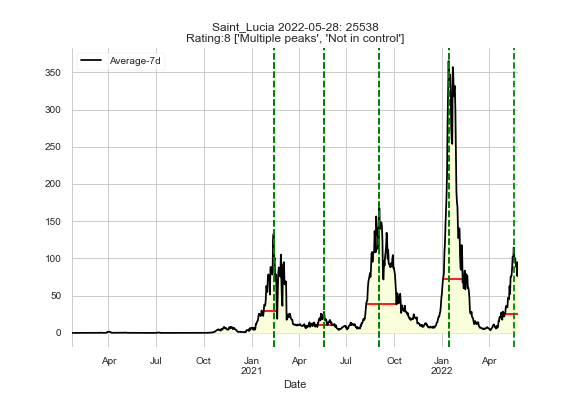 Saint_Lucia 2022-05-28: 25538
Rating:8 ['Multiple peaks', 'Not in control']
Average-7d
350
300
250
200
150
100
50
0
Apr Jul Oct Jan Apr Jul Oct Jan Apr
2021 2022
Date